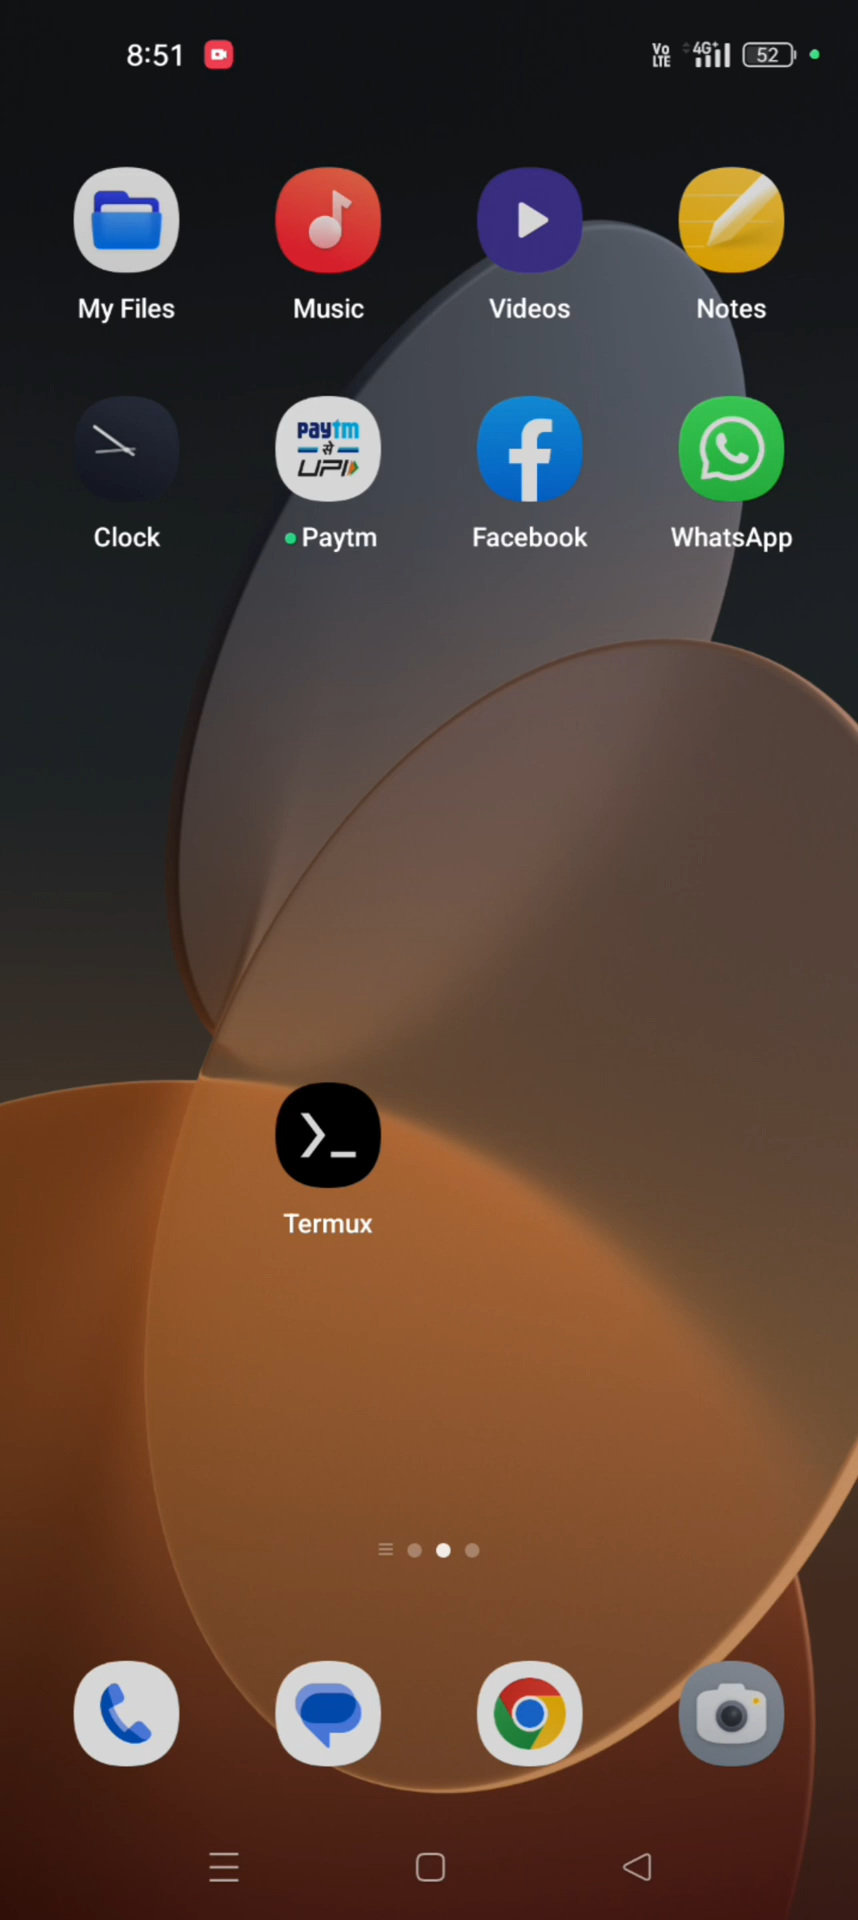 8:51
Vo
LTE
4G+
52
My Files
Music
Videos
Notes
paytm
से
UPI
Clock
Paytm
Facebook
WhatsApp
Termux